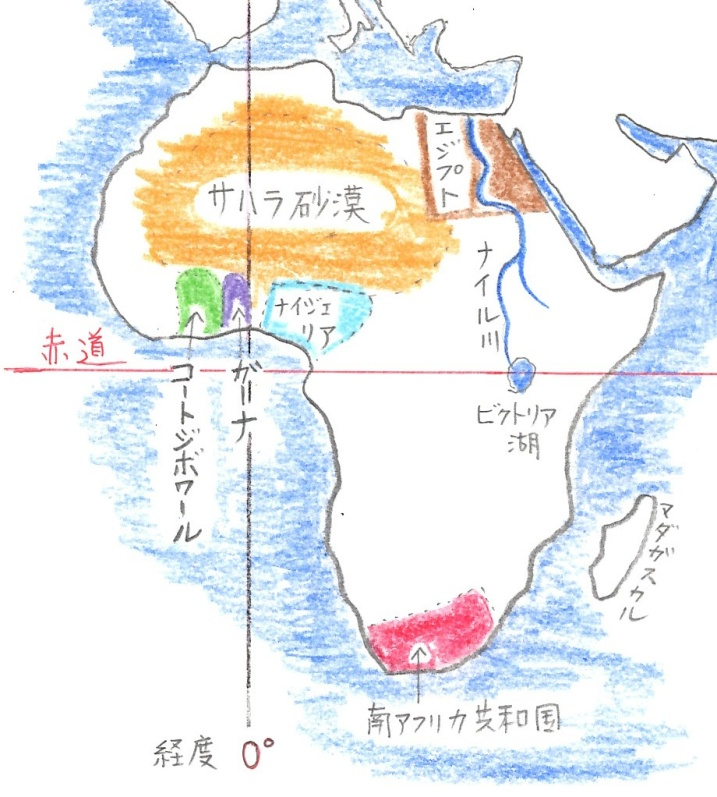 エジプト
サハラ砂漠
ナイル川
ナイジェ
リア
赤道
コートジボワール
ガーナ
ビクトリア
湖
マダガスカル
南アフリカ共和国
経度 0°